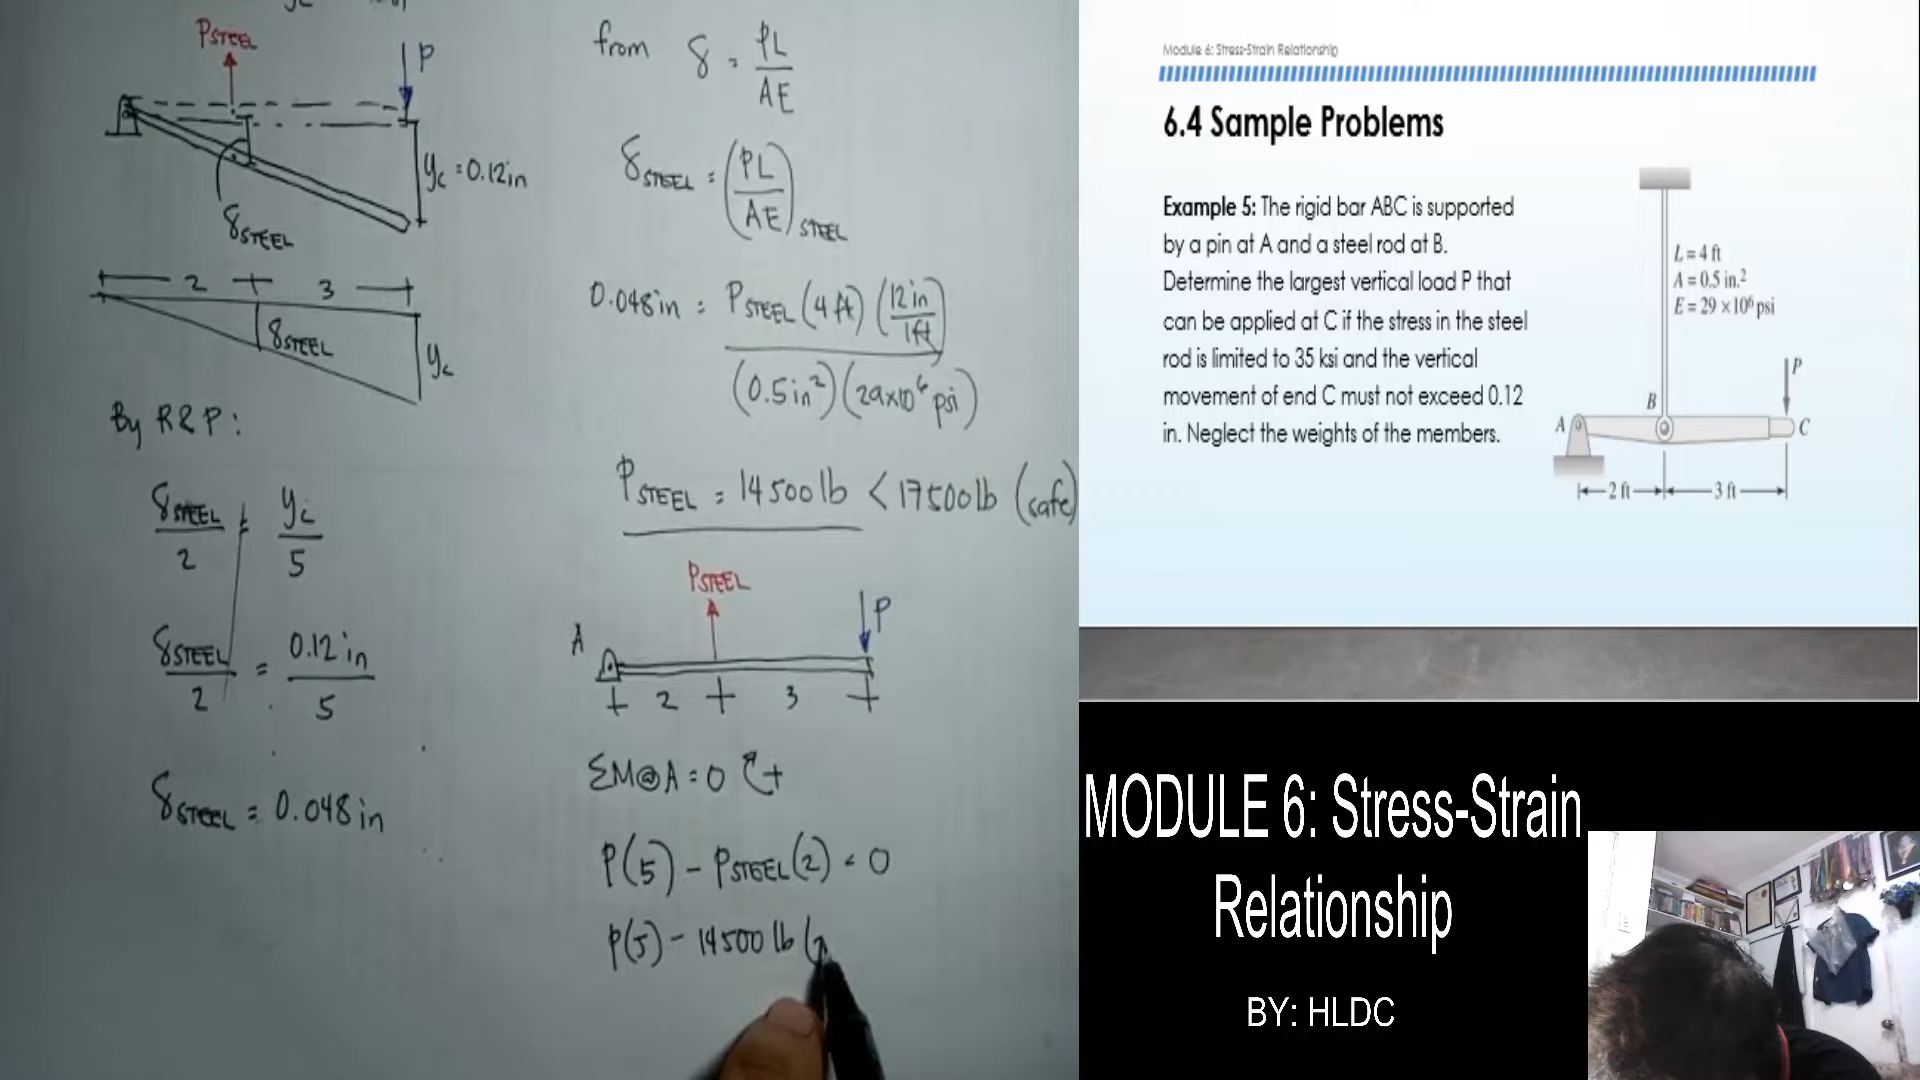 PSTEEL
P
yc = 0.12in
δSTEEL
2 3
δSTEEL
yc
By R&P:
δSTEEL/2 = yc/5
δSTEEL/2 = 0.12 in/5
δSTEEL = 0.048 in
from δ = PL/AE
δSTEEL = (PL/AE)STEEL
0.048in = PSTEEL (4 ft) (12 in/1ft)
(0.5in²)(29x10⁶ psi)
PSTEEL = 14500 lb < 17500 lb (safe)
PSTEEL
P
A
2 3
ΣM@A = 0 +
P(5) - PSTEEL(2) = 0
P(5) - 14500 lb (2
Module 6: Stress-Strain Relationship
6.4 Sample Problems
Example 5: The rigid bar ABC is supported
by a pin at A and a steel rod at B.
Determine the largest vertical load P that
can be applied at C if the stress in the steel
rod is limited to 35 ksi and the vertical
movement of end C must not exceed 0.12
in. Neglect the weights of the members.
L = 4 ft
A = 0.5 in.²
E = 29 ×10⁶ psi
P
B
A
C
2 ft 3 ft
MODULE 6: Stress-Strain
Relationship
BY: HLDC